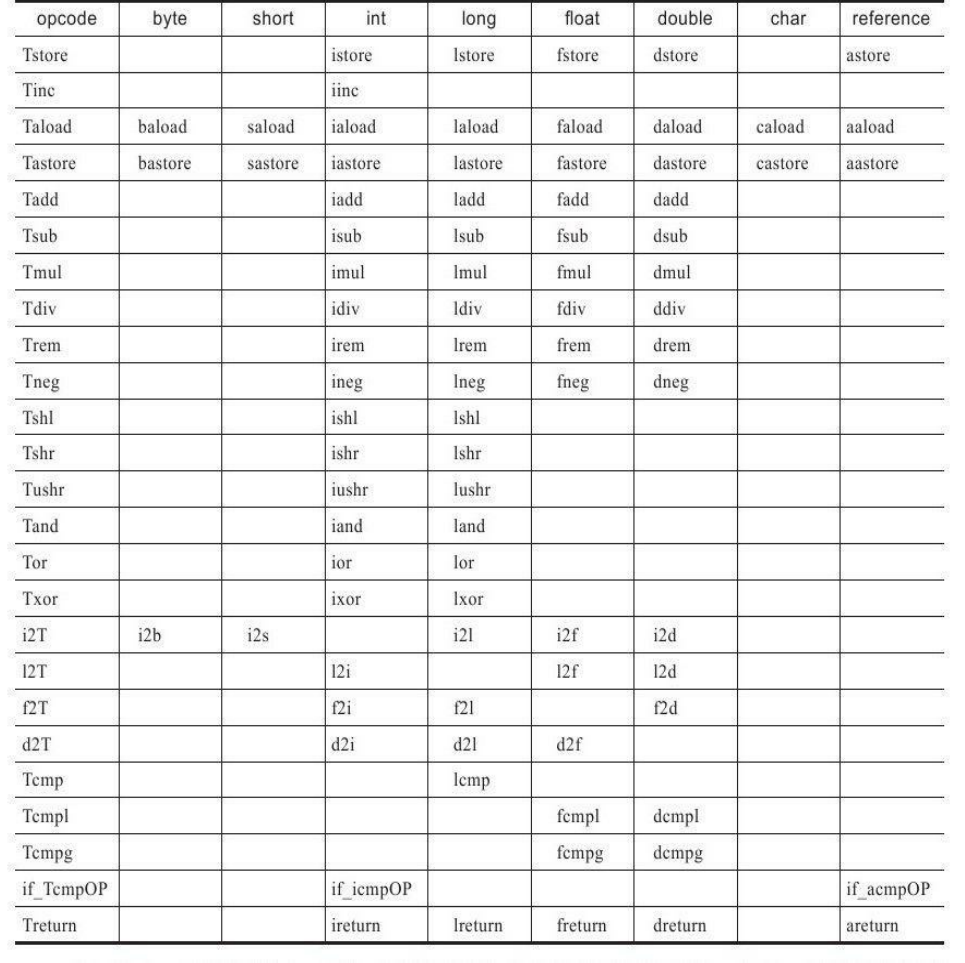 opcode byte short int long float double char reference
Tstore istore lstore fstore dstore astore
Tinc iinc
Taload baload saload iaload laload faload daload caload aaload
Tastore bastore sastore iastore lastore fastore dastore castore aastore
Tadd iadd ladd fadd dadd
Tsub isub lsub fsub dsub
Tmul imul lmul fmul dmul
Tdiv idiv ldiv fdiv ddiv
Trem irem lrem frem drem
Tneg ineg lneg fneg dneg
Tshl ishl lshl
Tshr ishr lshr
Tushr iushr lushr
Tand iand land
Tor ior lor
Txor ixor lxor
i2T i2b i2s i2l i2f i2d
l2T l2i l2f l2d
f2T f2i f2l f2d
d2T d2i d2l d2f
Tcmp lcmp
Tcmpl fcmpl dcmpl
Tcmpg fcmpg dcmpg
if_TcmpOP if_icmpOP if_acmpOP
Treturn ireturn lreturn freturn dreturn areturn